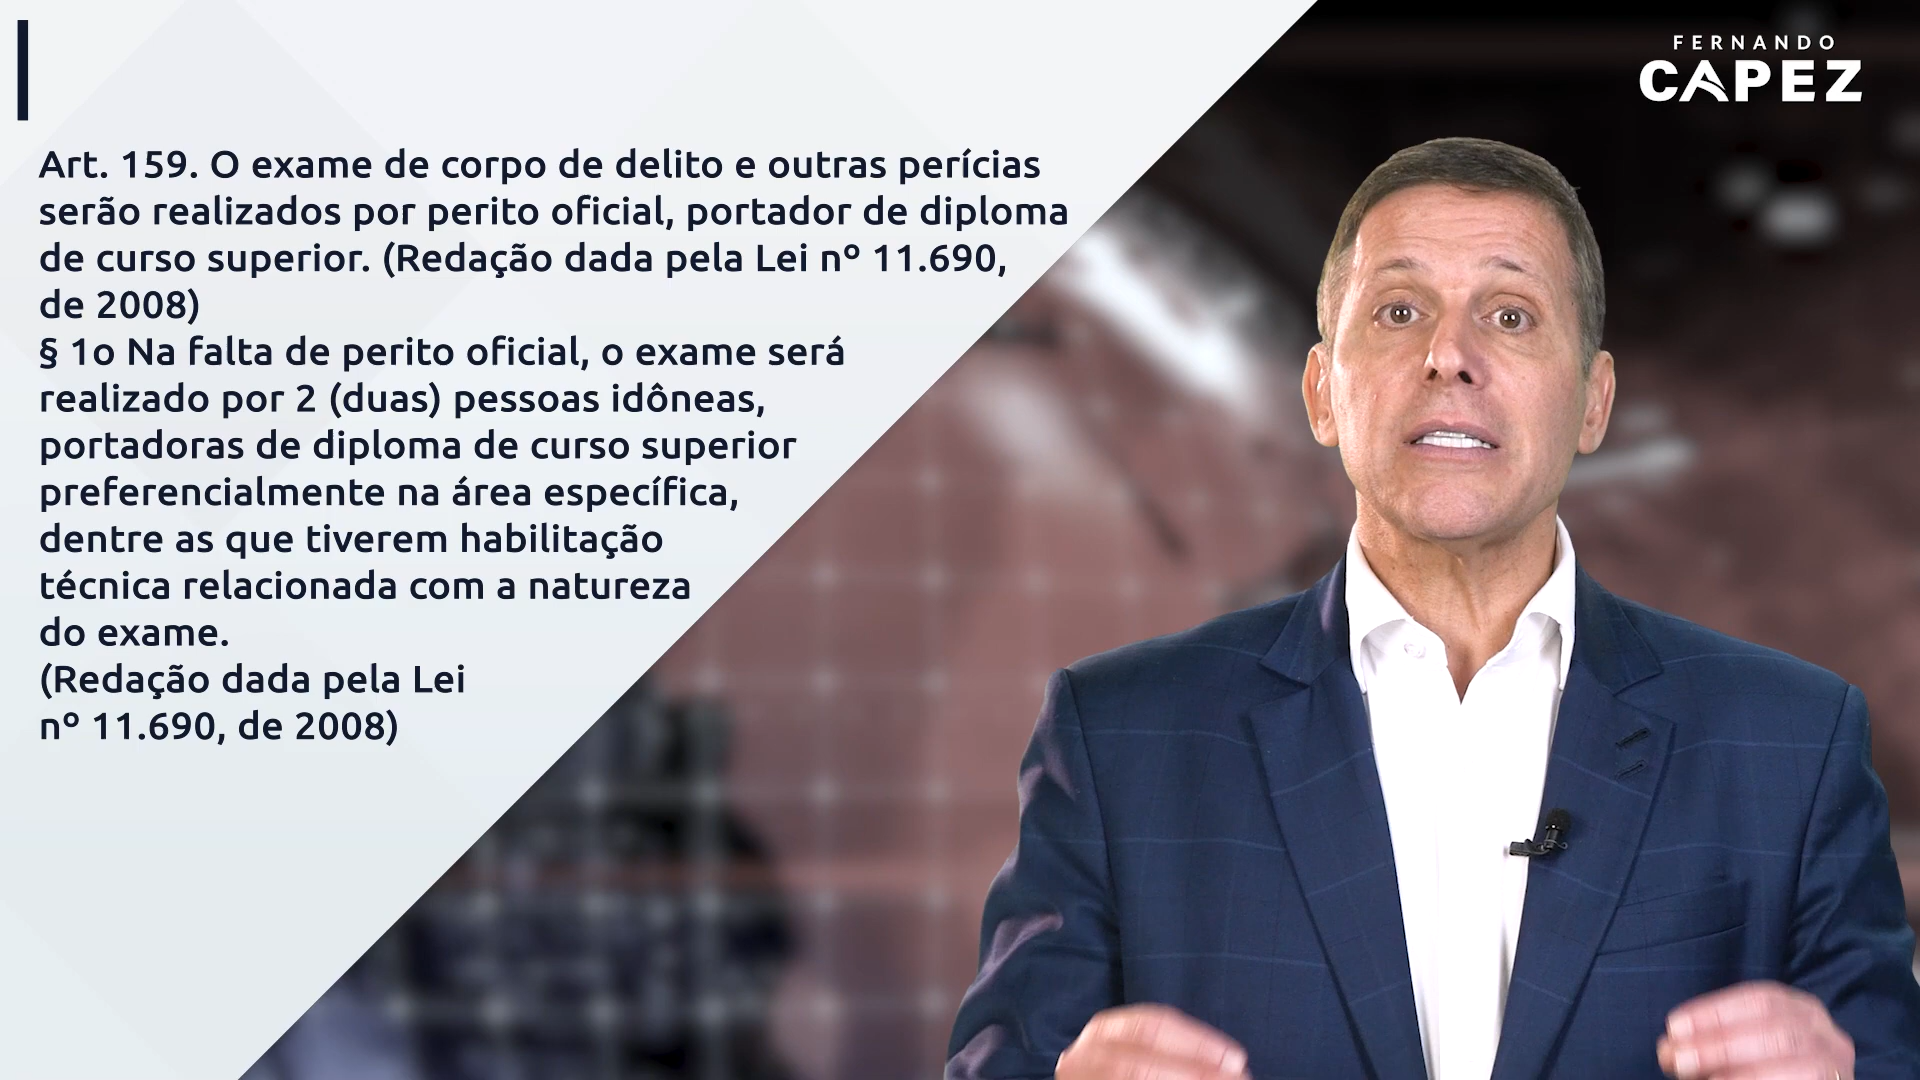 FERNANDO
CAPEZ
Art. 159. O exame de corpo de delito e outras perícias
serão realizados por perito oficial, portador de diploma
de curso superior. (Redação dada pela Lei nº 11.690,
de 2008)
§ 1o Na falta de perito oficial, o exame será
realizado por 2 (duas) pessoas idôneas,
portadoras de diploma de curso superior
preferencialmente na área específica,
dentre as que tiverem habilitação
técnica relacionada com a natureza
do exame.
(Redação dada pela Lei
nº 11.690, de 2008)